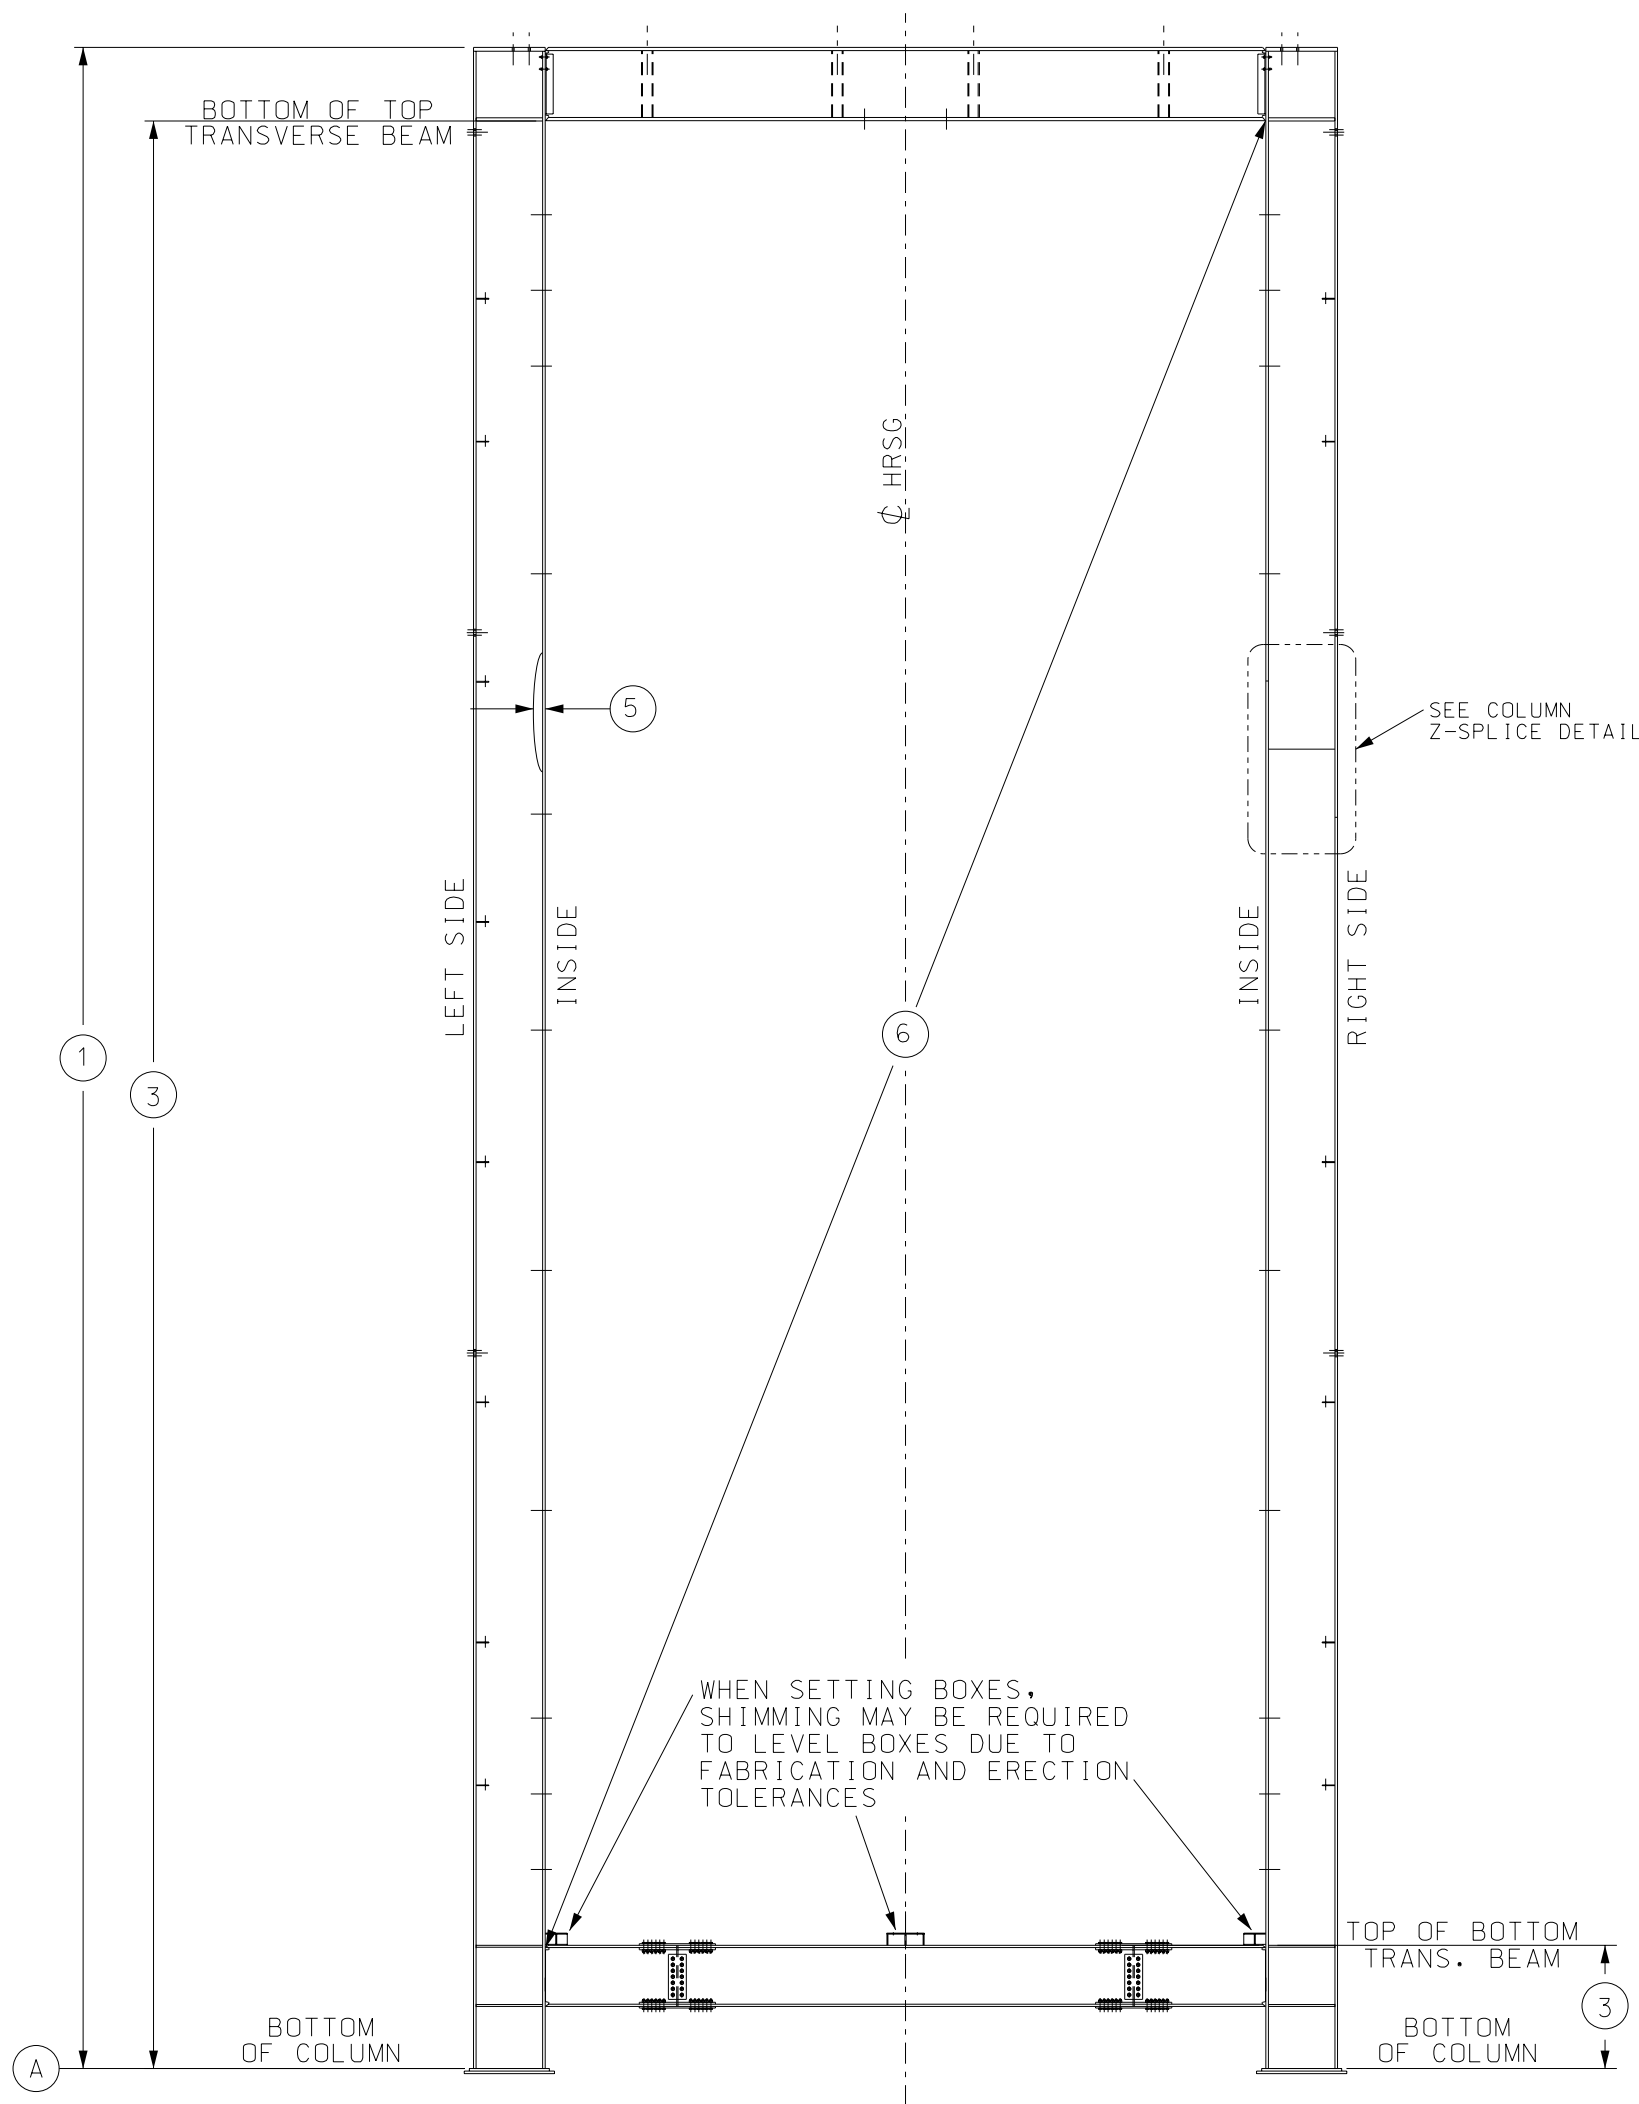 BOTTOM OF TOP
TRANSVERSE BEAM
℄ HRSG
5
SEE COLUMN
Z-SPLICE DETAIL
LEFT SIDE
INSIDE
INSIDE
RIGHT SIDE
6
1
3
WHEN SETTING BOXES,
SHIMMING MAY BE REQUIRED
TO LEVEL BOXES DUE TO
FABRICATION AND ERECTION
TOLERANCES
TOP OF BOTTOM
TRANS. BEAM
3
BOTTOM
OF COLUMN
BOTTOM
OF COLUMN
A